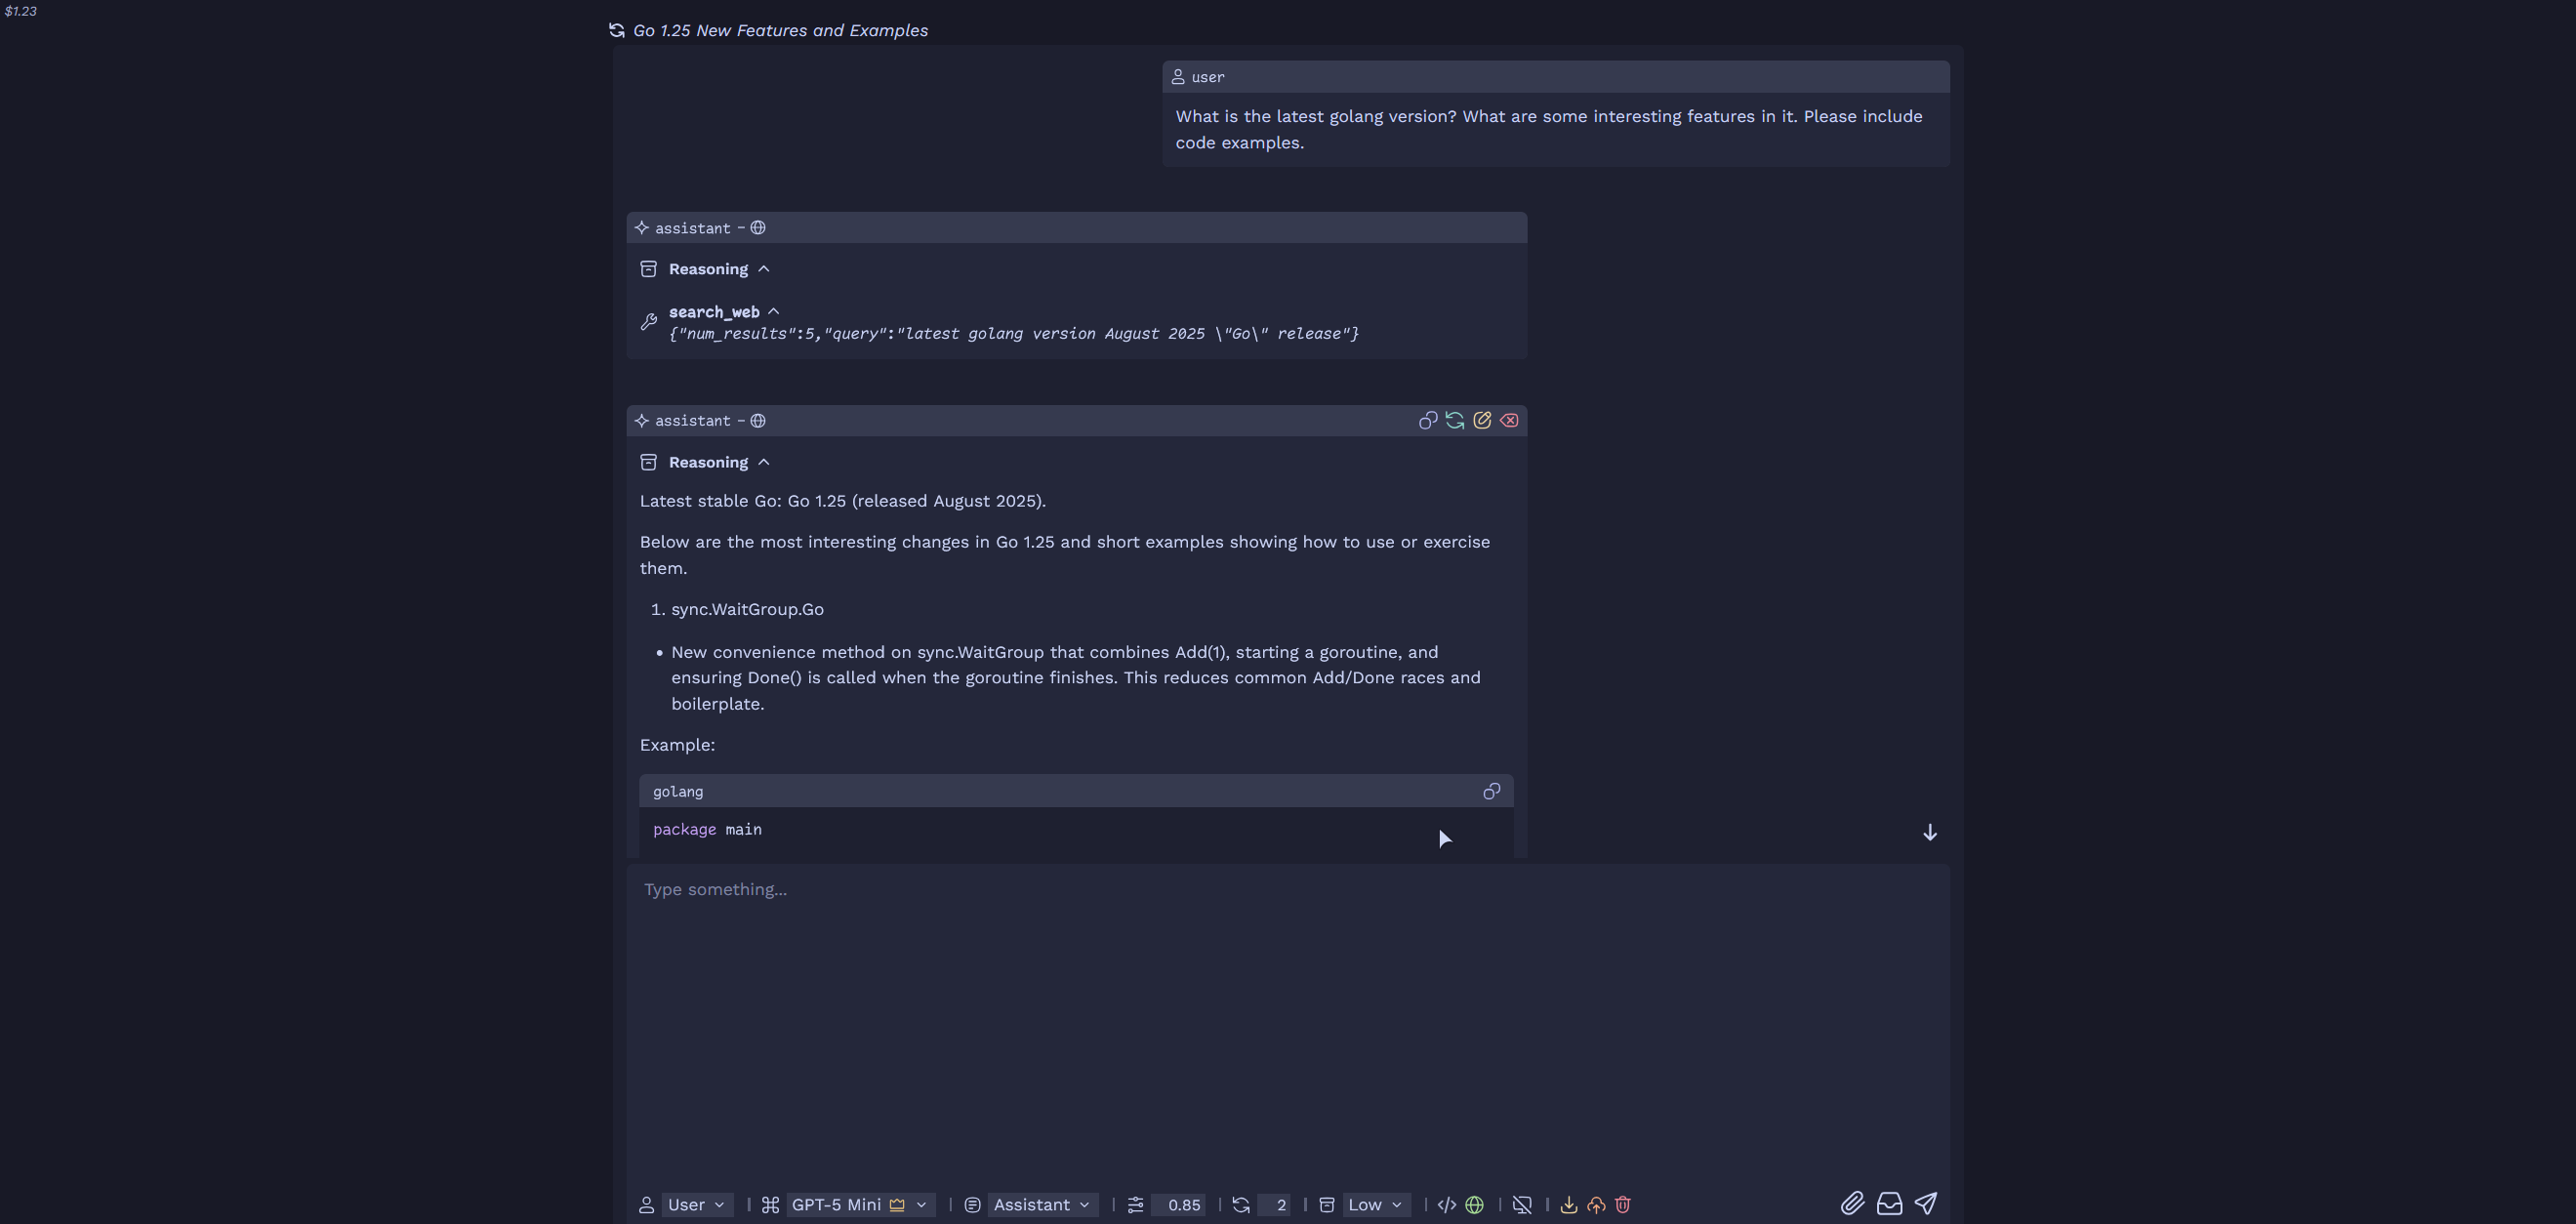 $1.23
Go 1.25 New Features and Examples
user
What is the latest golang version? What are some interesting features in it. Please include
code examples.
assistant -
Reasoning
search_web
{"num_results":5,"query":"latest golang version August 2025 \"Go\" release"}
assistant -
Reasoning
Latest stable Go: Go 1.25 (released August 2025).
Below are the most interesting changes in Go 1.25 and short examples showing how to use or exercise
them.
1. sync.WaitGroup.Go
• New convenience method on sync.WaitGroup that combines Add(1), starting a goroutine, and
ensuring Done() is called when the goroutine finishes. This reduces common Add/Done races and
boilerplate.
Example:
golang
package main
Type something...
User | GPT-5 Mini | Assistant | 0.85 | 2 | Low | </> | |